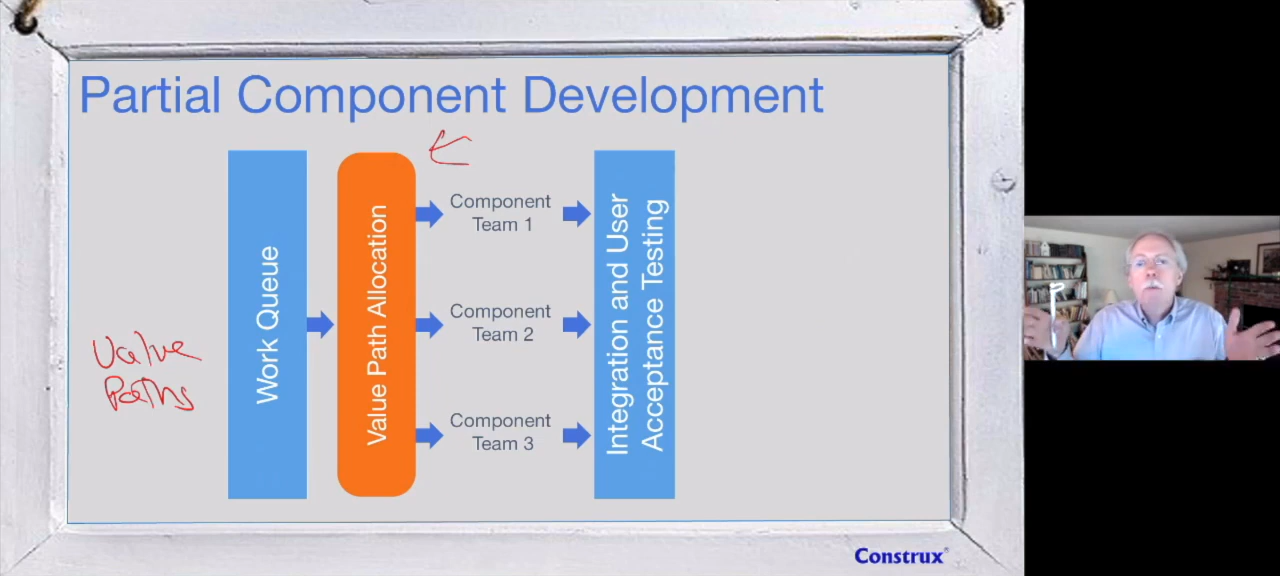 Partial Component Development
Value
Paths
Work Queue
Value Path Allocation
Component
Team 1
Component
Team 2
Component
Team 3
Integration and User
Acceptance Testing
Construx®